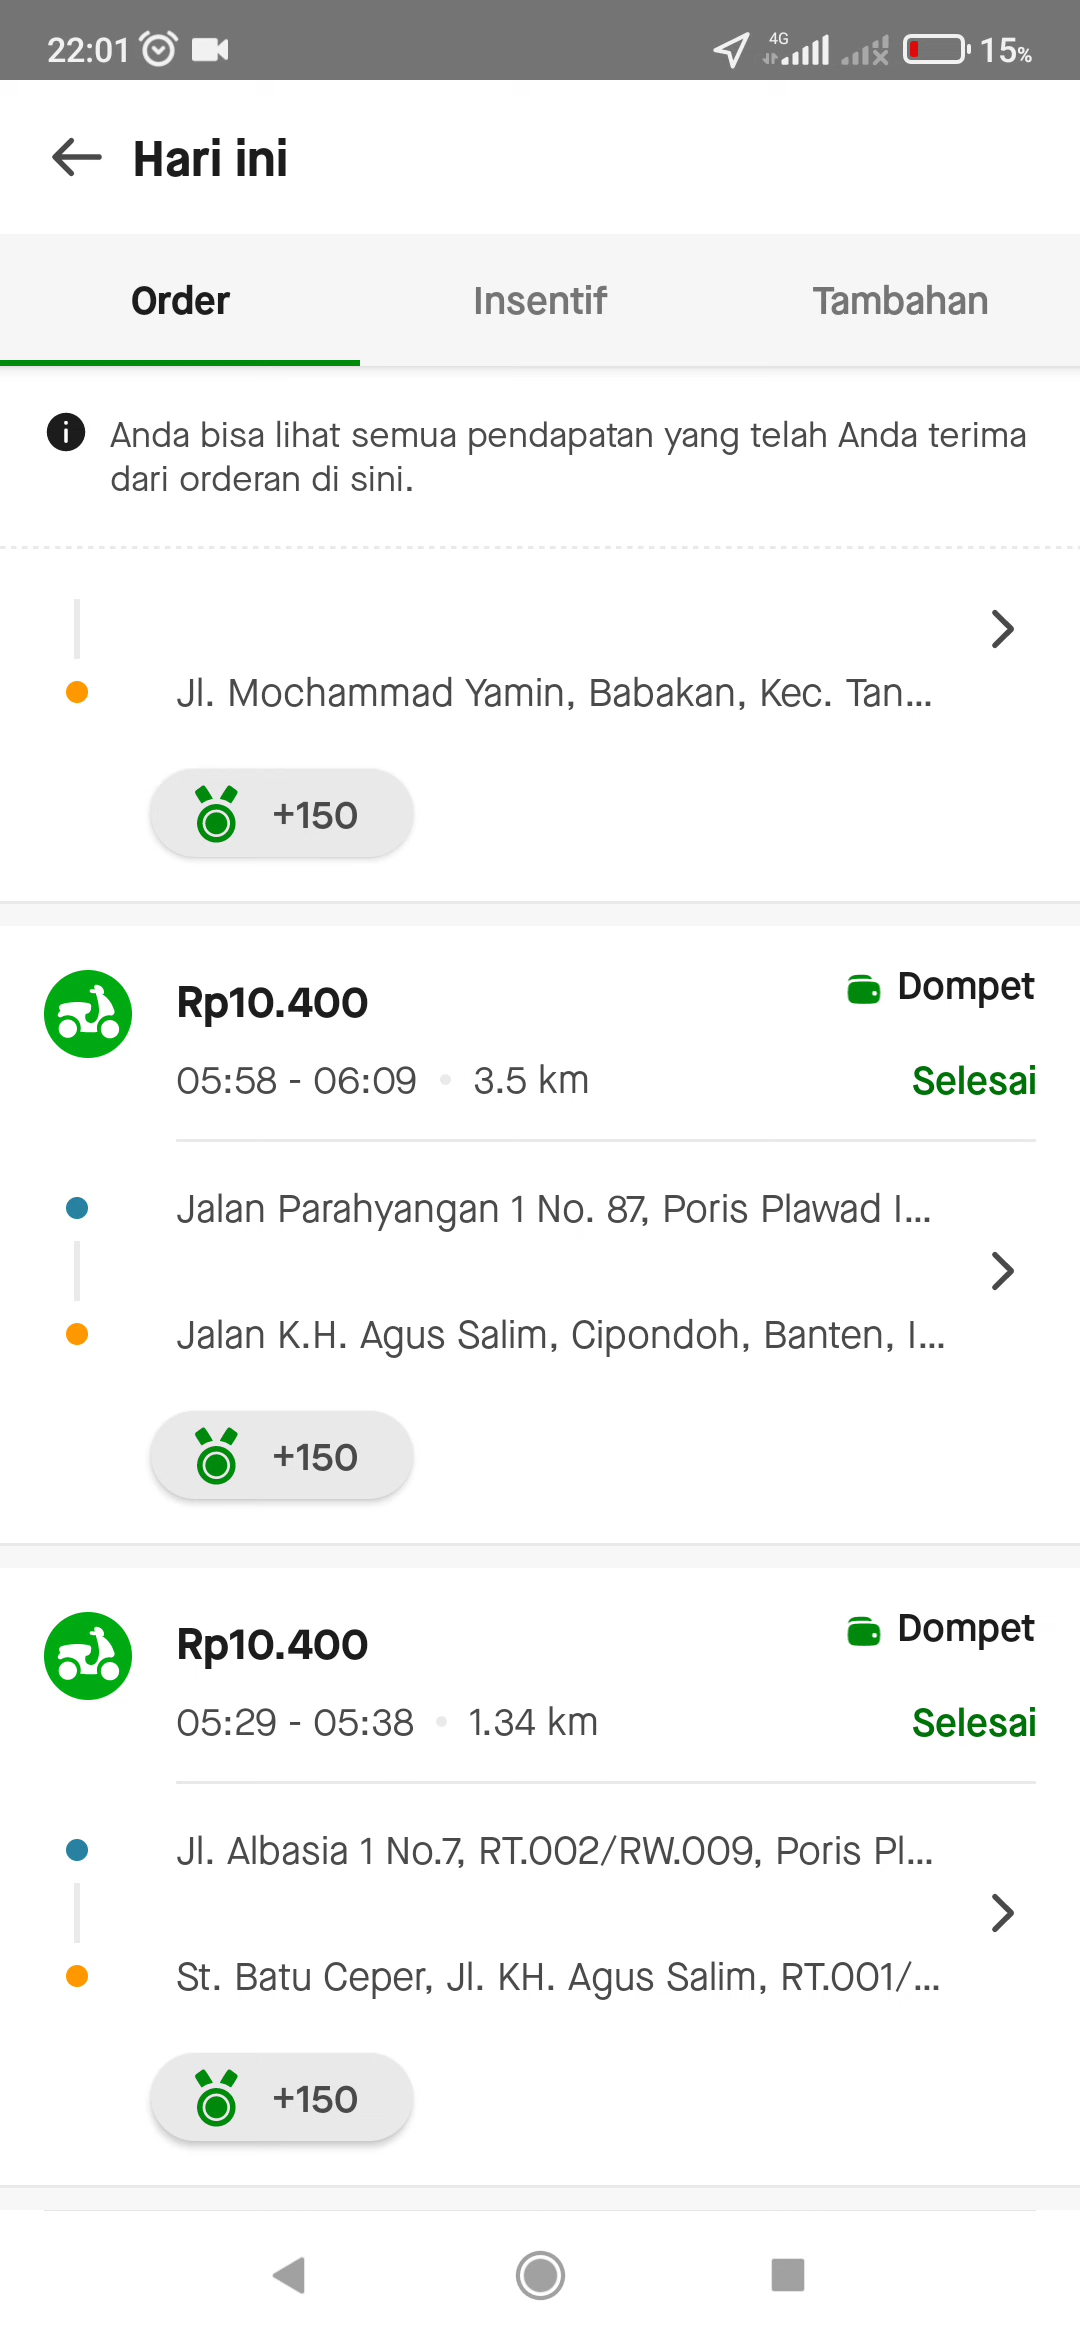 22:01
4G
15%
Hari ini
Order
Insentif
Tambahan
Anda bisa lihat semua pendapatan yang telah Anda terima
dari orderan di sini.
Jl. Mochammad Yamin, Babakan, Kec. Tan...
+150
Rp10.400
Dompet
05:58 - 06:09 • 3.5 km
Selesai
Jalan Parahyangan 1 No. 87, Poris Plawad I...
Jalan K.H. Agus Salim, Cipondoh, Banten, I...
+150
Rp10.400
Dompet
05:29 - 05:38 • 1.34 km
Selesai
Jl. Albasia 1 No.7, RT.002/RW.009, Poris Pl...
St. Batu Ceper, Jl. KH. Agus Salim, RT.001/...
+150